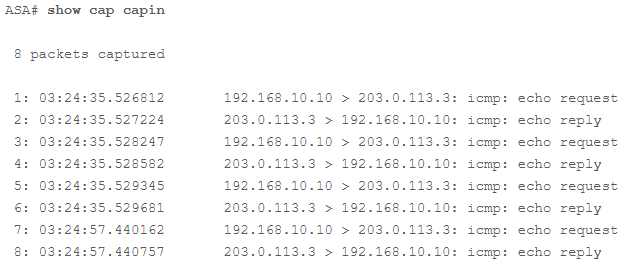 ASA# show cap capin
8 packets captured
1: 03:24:35.526812 192.168.10.10 > 203.0.113.3: icmp: echo request
2: 03:24:35.527224 203.0.113.3 > 192.168.10.10: icmp: echo reply
3: 03:24:35.528247 192.168.10.10 > 203.0.113.3: icmp: echo request
4: 03:24:35.528582 203.0.113.3 > 192.168.10.10: icmp: echo reply
5: 03:24:35.529345 192.168.10.10 > 203.0.113.3: icmp: echo request
6: 03:24:35.529681 203.0.113.3 > 192.168.10.10: icmp: echo reply
7: 03:24:57.440162 192.168.10.10 > 203.0.113.3: icmp: echo request
8: 03:24:57.440757 203.0.113.3 > 192.168.10.10: icmp: echo reply